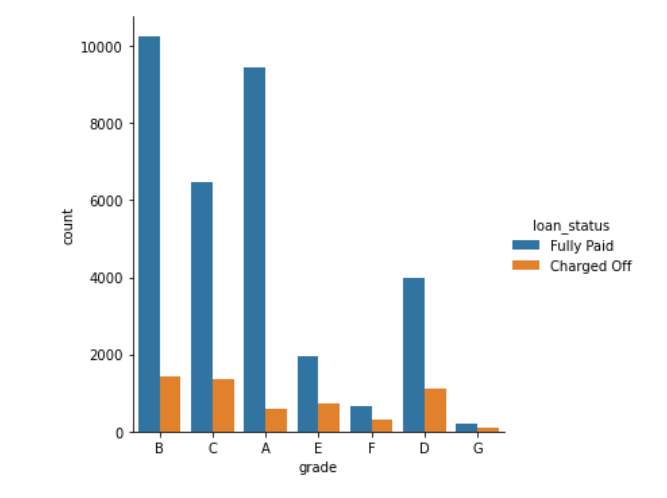 10000
8000
6000
4000
2000
0
count
B C A E F D G
grade
loan_status
Fully Paid
Charged Off